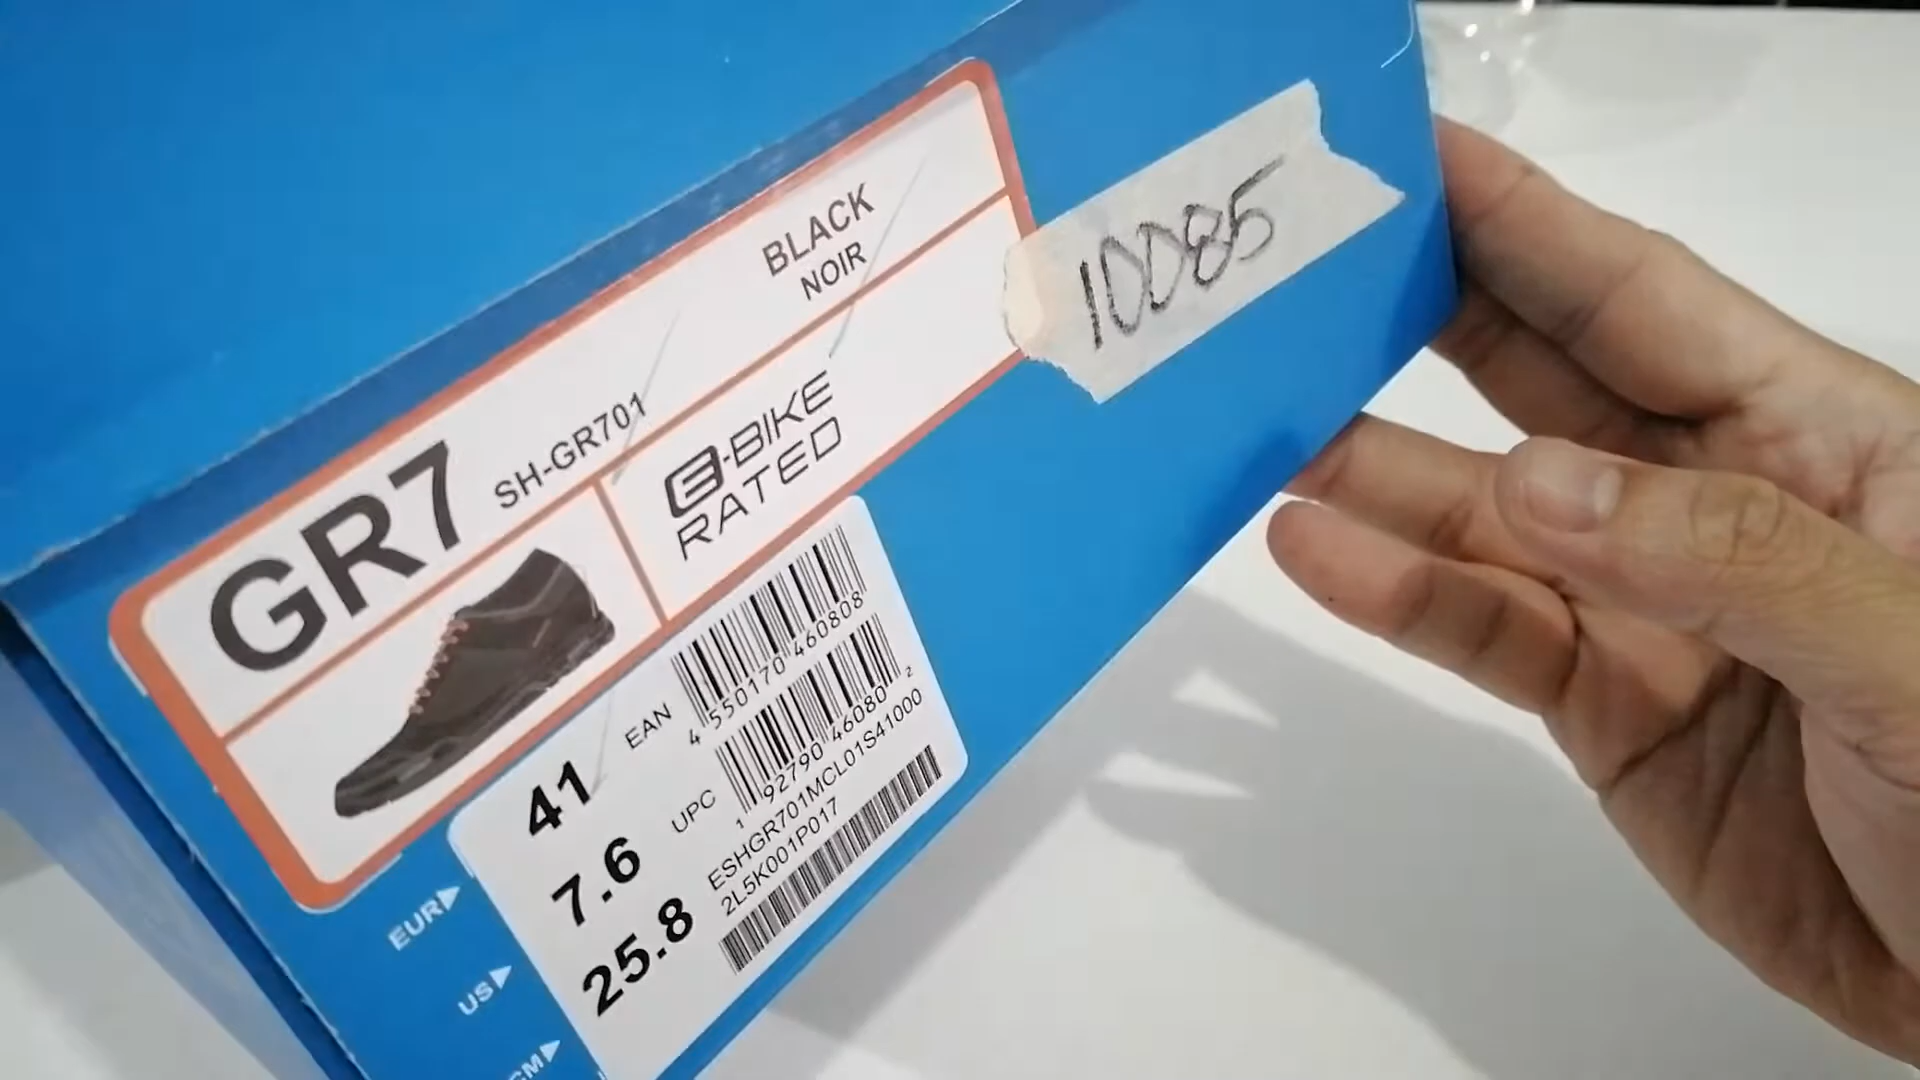 BLACK
NOIR
GR7 SH-GR701
E-BIKE
RATED
10085
41 EAN 4 550170 460808
7.6 UPC 1 92790 46080 2
25.8 ESHGR701MCL01S41000
2L5K001P017
EUR▶
US▶
CM▶